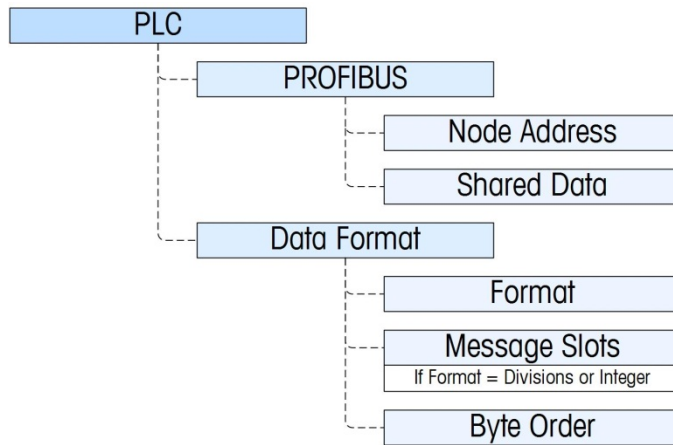 PLC
PROFIBUS
Node Address
Shared Data
Data Format
Format
Message Slots
If Format = Divisions or Integer
Byte Order